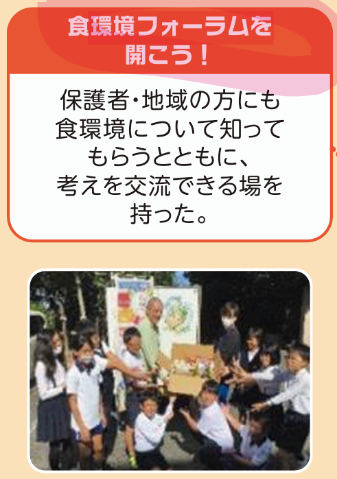 食環境フォーラムを
開こう！
保護者・地域の方にも
食環境について知って
もらうとともに、
考えを交流できる場を
持った。